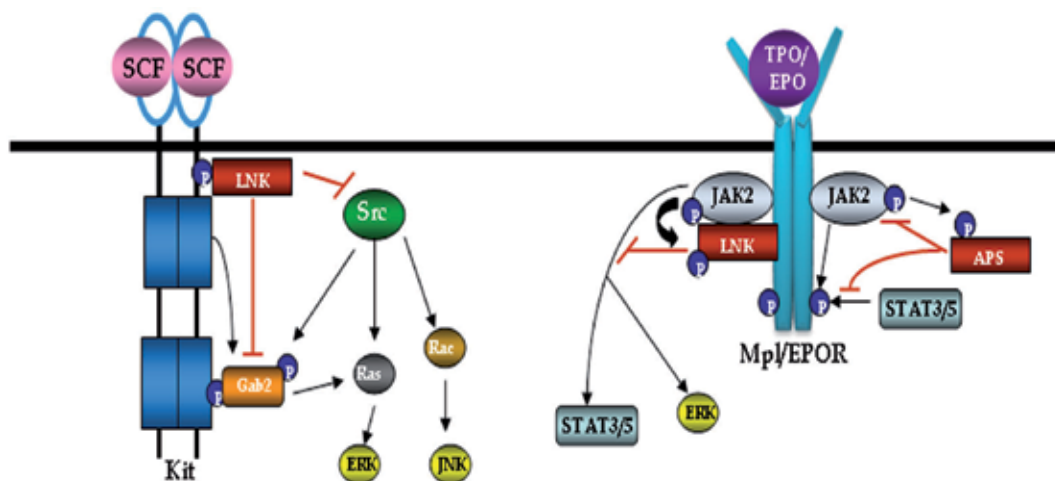 SCF SCF
TPO/
EPO
P
LNK
Src
JAK2
JAK2
P
P
P
LNK
P
APS
P
P
STAT3/5
Mpl/EPOR
Rac
P
Gab2
P
Ras
STAT3/5
ERK
ERK
JNK
Kit